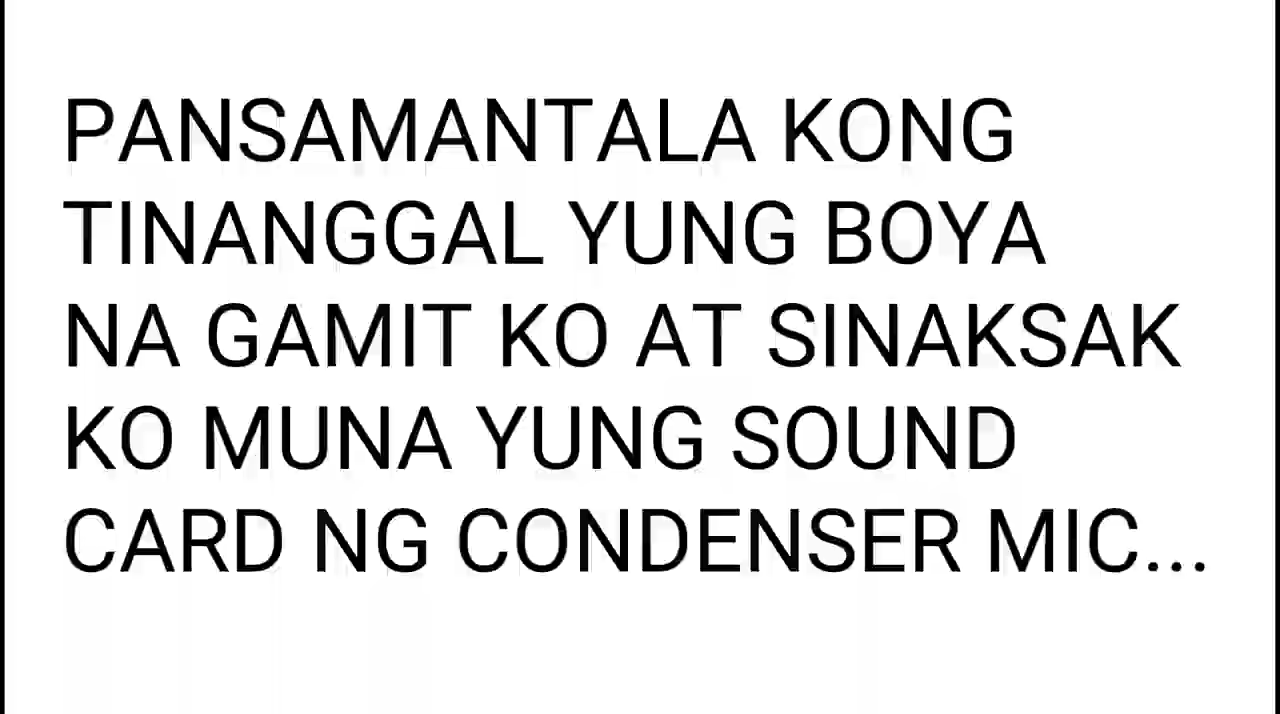 PANSAMANTALA KONG
TINANGGAL YUNG BOYA
NA GAMIT KO AT SINAKSAK
KO MUNA YUNG SOUND
CARD NG CONDENSER MIC...